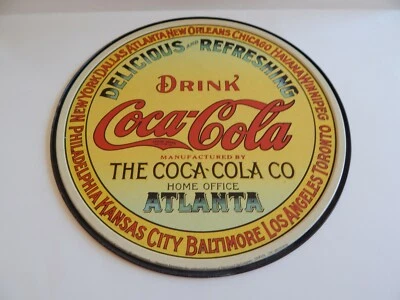 NEW YORK DALLAS ATLANTA NEW ORLEANS CHICAGO HAVANA WINNIPEG
DELICIOUS AND REFRESHING
DRINK
Coca-Cola
MANUFACTURED BY
THE COCA-COLA CO
HOME OFFICE
ATLANTA
PHILADELPHIA KANSAS CITY BALTIMORE LOS ANGELES TORONTO